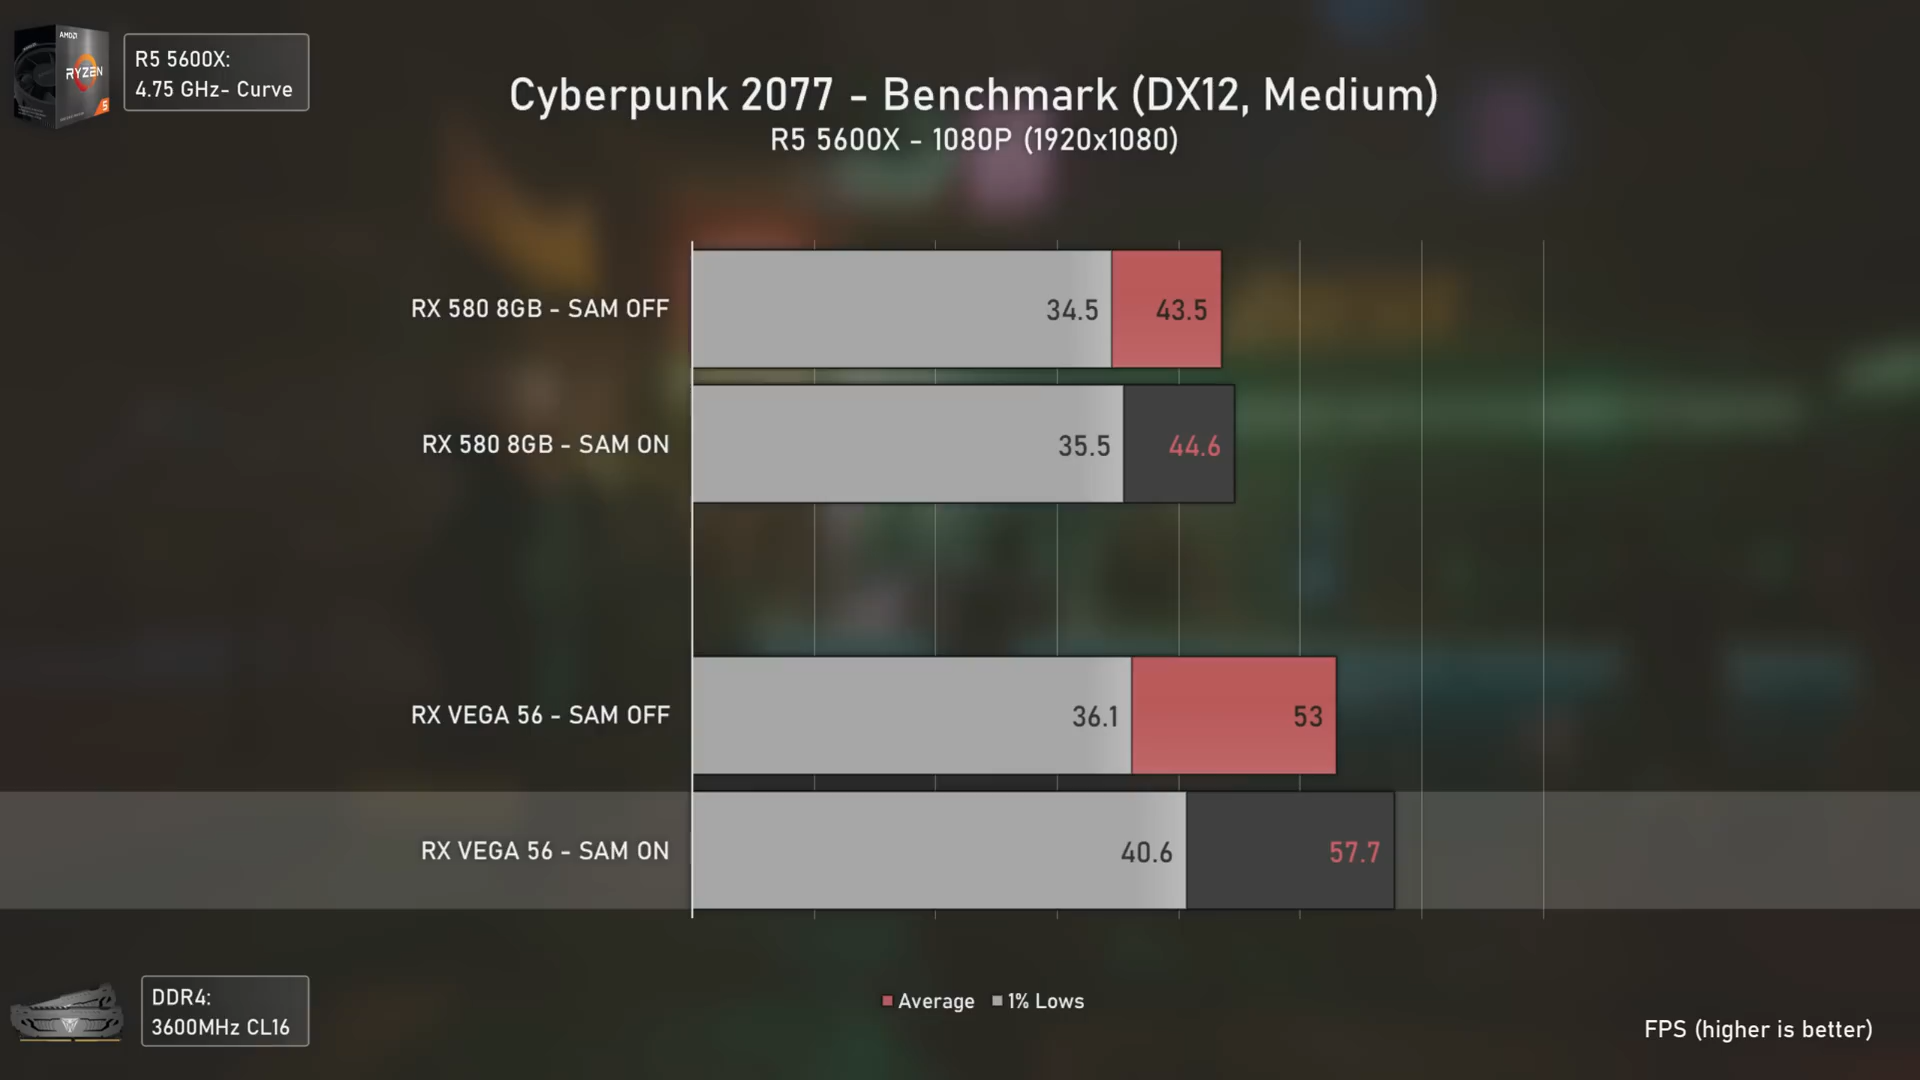 AMD
RYZEN
5
R5 5600X:
4.75 GHz- Curve
Cyberpunk 2077 - Benchmark (DX12, Medium)
R5 5600X - 1080P (1920x1080)
RX 580 8GB - SAM OFF
34.5
43.5
RX 580 8GB - SAM ON
35.5
44.6
RX VEGA 56 - SAM OFF
36.1
53
RX VEGA 56 - SAM ON
40.6
57.7
DDR4:
3600MHz CL16
Average
1% Lows
FPS (higher is better)